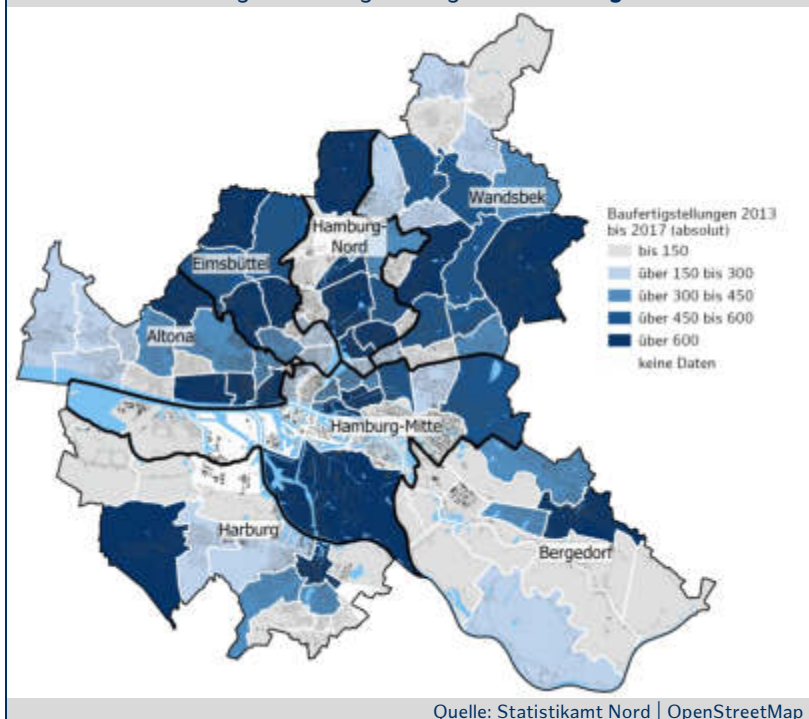 Wandsbek
Hamburg-
Nord
Eimsbüttel
Altona
Hamburg-Mitte
Harburg
Bergedorf
Baufertigstellungen 2013
bis 2017 (absolut)
bis 150
über 150 bis 300
über 300 bis 450
über 450 bis 600
über 600
keine Daten
Quelle: Statistikamt Nord | OpenStreetMap